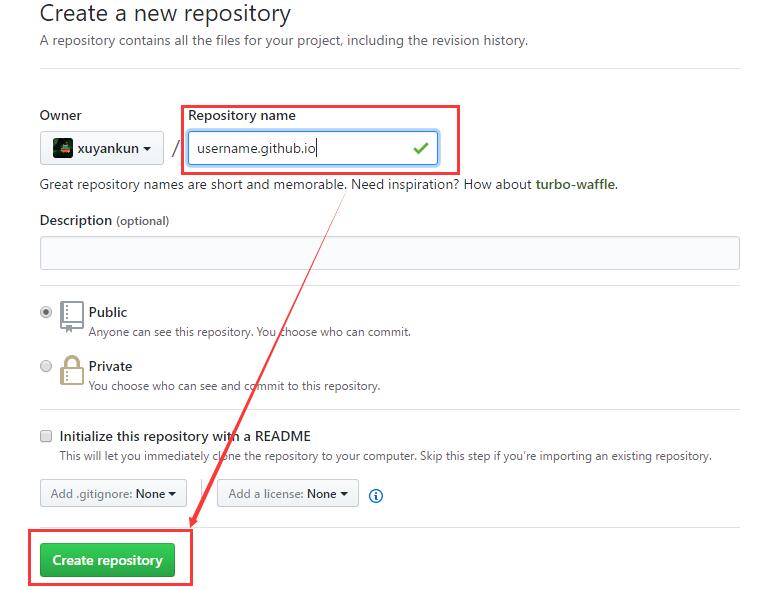 Create a new repository
A repository contains all the files for your project, including the revision history.
Owner
Repository name
xuyankun
/
username.github.io
Great repository names are short and memorable. Need inspiration? How about turbo-waffle.
Description (optional)
Public
Anyone can see this repository. You choose who can commit.
Private
You choose who can see and commit to this repository.
Initialize this repository with a README
This will let you immediately clone the repository to your computer. Skip this step if you're importing an existing repository.
Add .gitignore: None
Add a license: None
Create repository